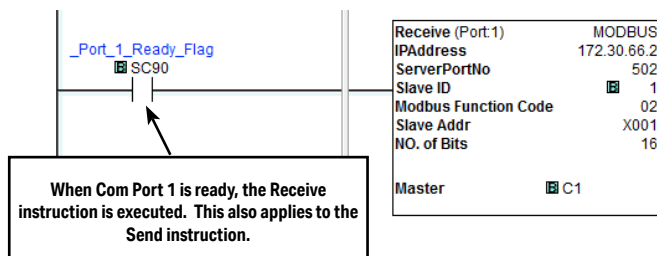 _Port_1_Ready_Flag
B SC90
Receive (Port:1) MODBUS
IPAddress 172.30.66.2
ServerPortNo 502
Slave ID B 1
Modbus Function Code 02
Slave Addr X001
NO. of Bits 16
Master B C1
When Com Port 1 is ready, the Receive
instruction is executed. This also applies to the
Send instruction.